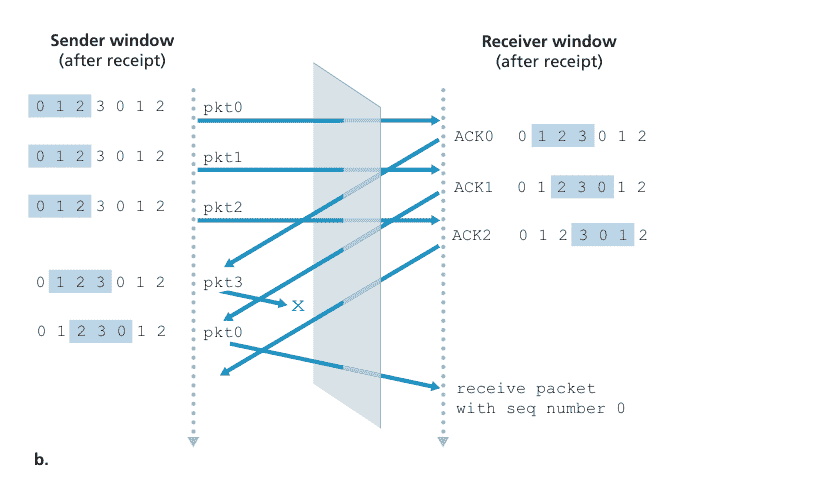 Sender window
(after receipt)
Receiver window
(after receipt)
0 1 2 3 0 1 2
pkt0
ACK0 0 1 2 3 0 1 2
0 1 2 3 0 1 2
pkt1
ACK1 0 1 2 3 0 1 2
0 1 2 3 0 1 2
pkt2
ACK2 0 1 2 3 0 1 2
0 1 2 3 0 1 2
pkt3
X
0 1 2 3 0 1 2
pkt0
receive packet
with seq number 0
b.